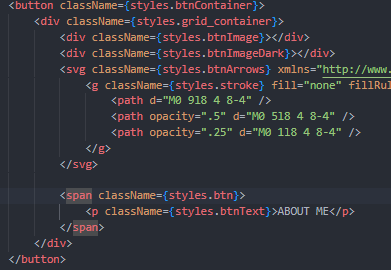 <button className={styles.btnContainer}>
<div className={styles.grid_container}>
<div className={styles.btnImage}></div>
<div className={styles.btnImageDark}></div>
<svg className={styles.btnArrows} xmlns="http://www.
<g className={styles.stroke} fill="none" fillRul
<path d="M0 9l8 4 8-4" />
<path opacity=".5" d="M0 5l8 4 8-4" />
<path opacity=".25" d="M0 1l8 4 8-4" />
</g>
</svg>
<span className={styles.btn}>
<p className={styles.btnText}>ABOUT ME</p>
</span>
</div>
</button>